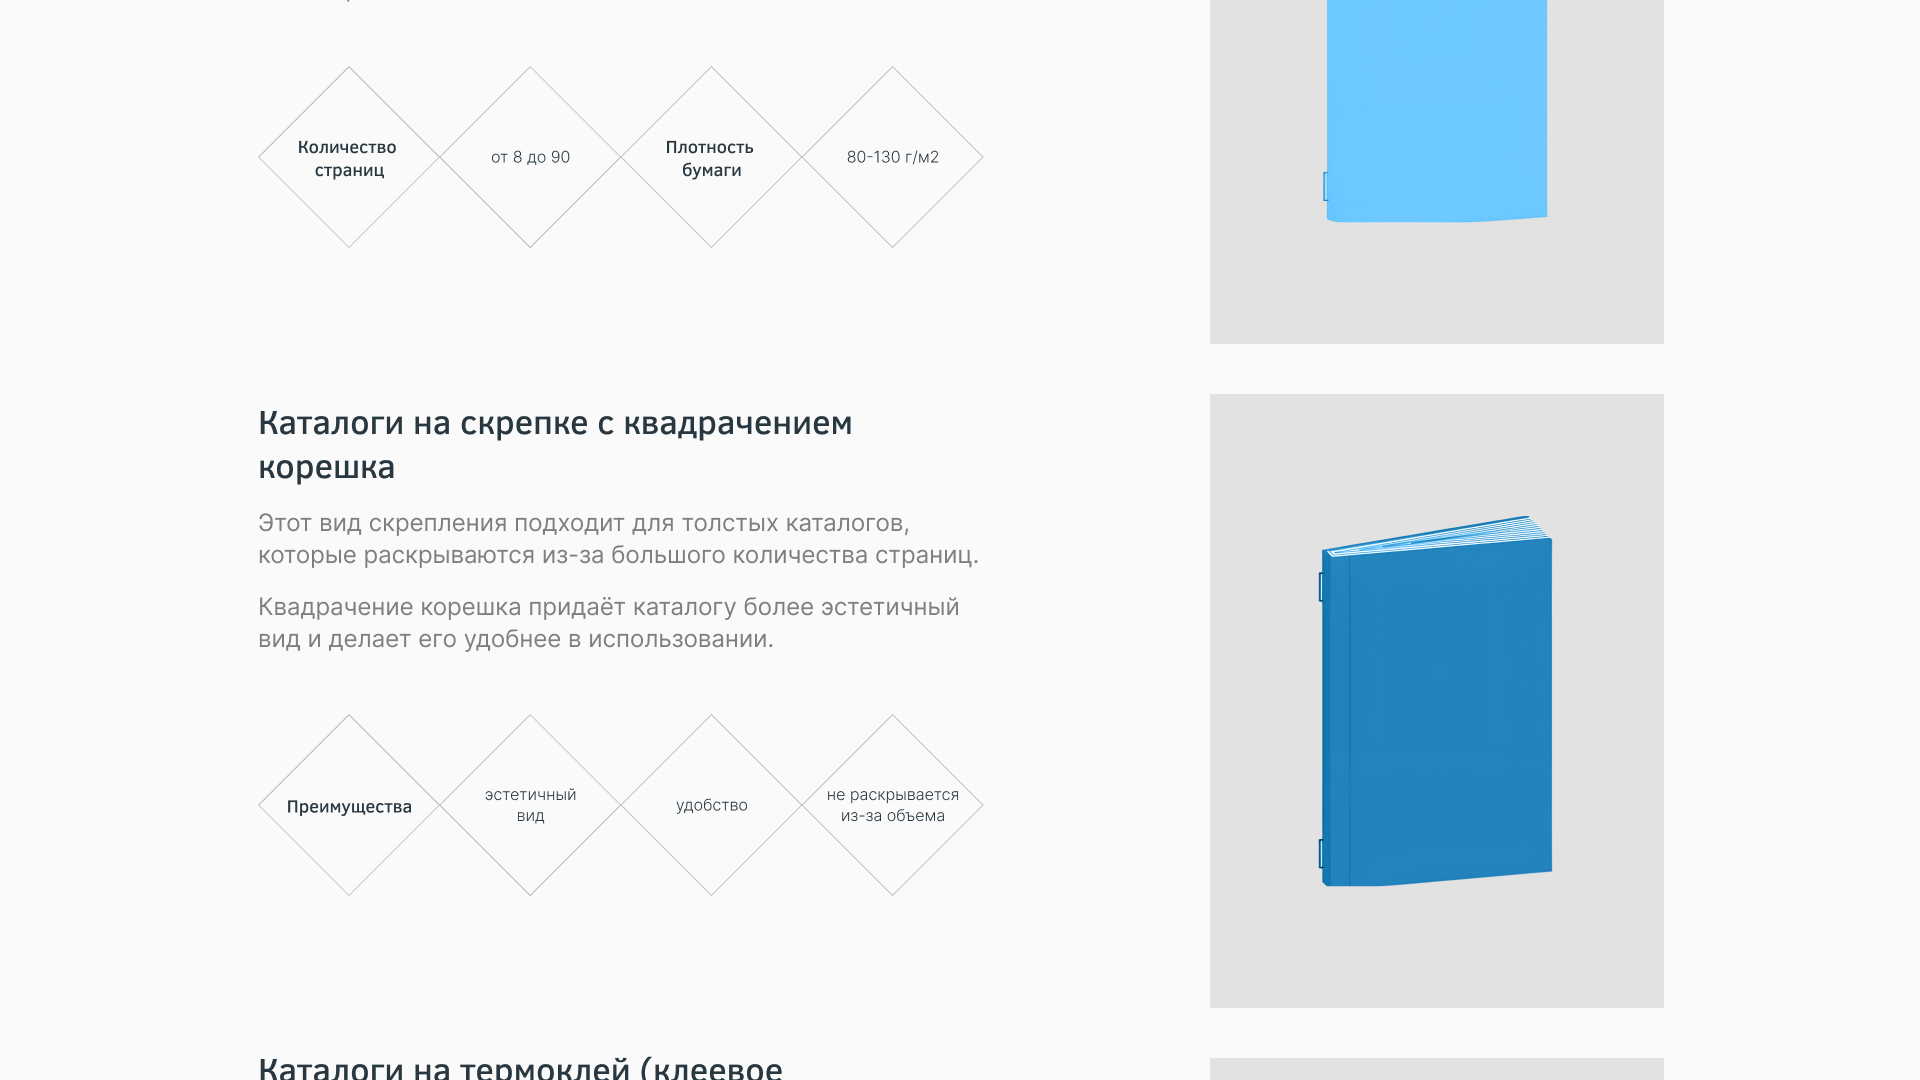 Количество
страниц
от 8 до 90
Плотность
бумаги
80-130 г/м2
Каталоги на скрепке с квадрачением
корешка
Этот вид скрепления подходит для толстых каталогов,
которые раскрываются из-за большого количества страниц.
Квадрачение корешка придаёт каталогу более эстетичный
вид и делает его удобнее в использовании.
Преимущества
эстетичный
вид
удобство
не раскрывается
из-за объема
Каталоги на термоклей (клеевое